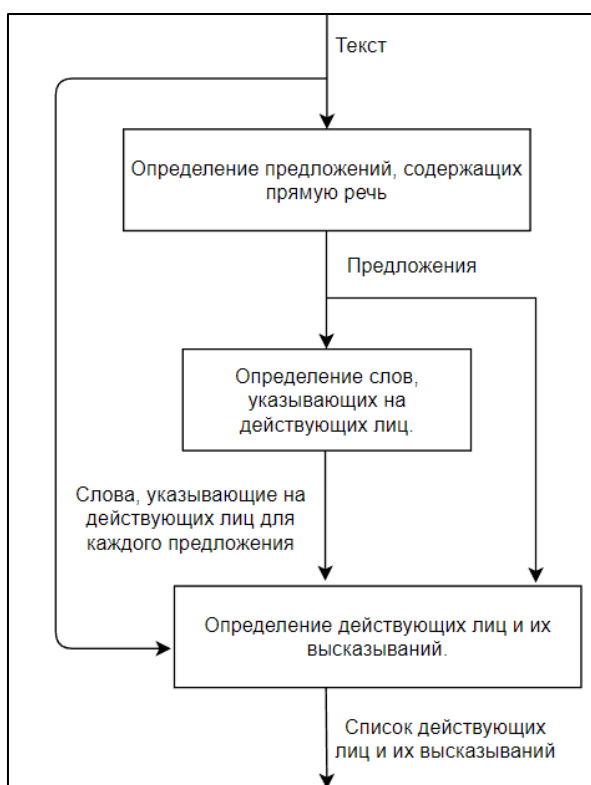 Текст
Определение предложений, содержащих
прямую речь
Предложения
Определение слов,
указывающих на
действующих лиц.
Слова, указывающие на
действующих лиц для
каждого предложения
Определение действующих лиц и их
высказываний.
Список действующих
лиц и их высказываний